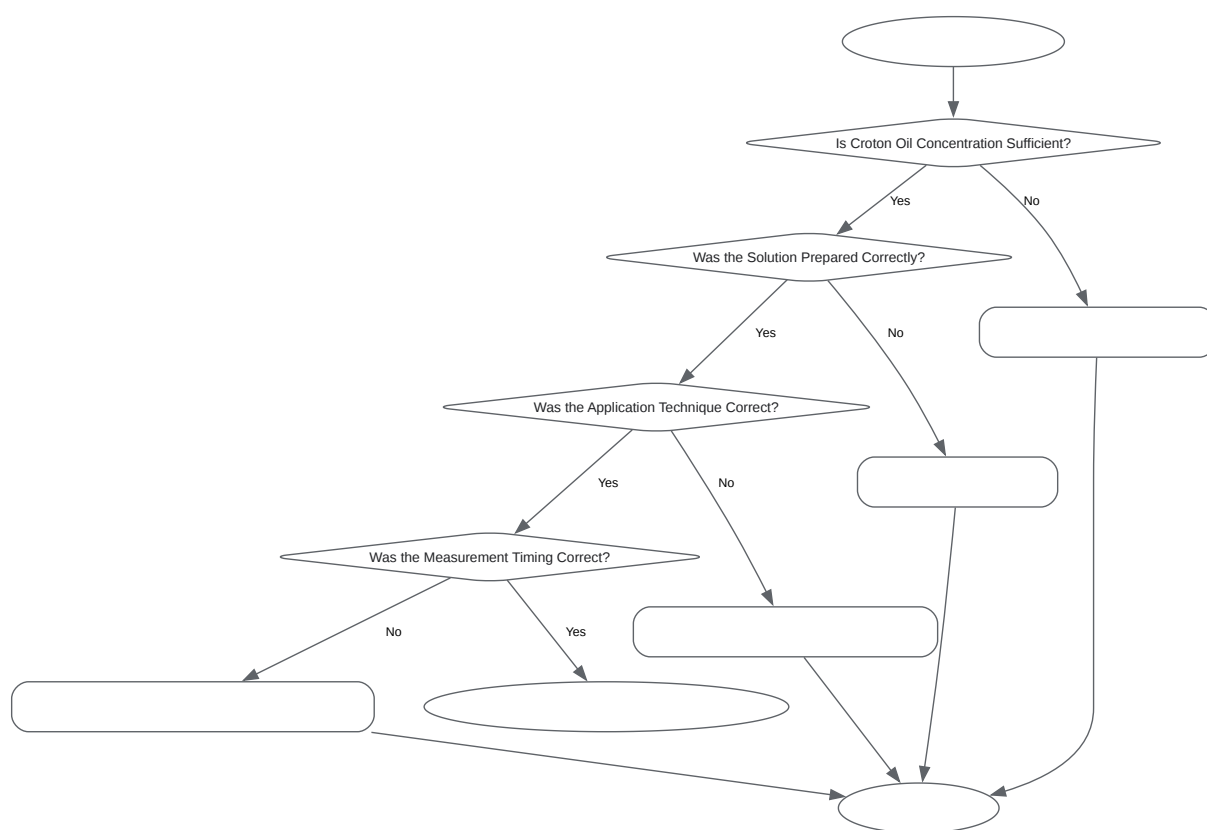 Is Croton Oil Concentration Sufficient?
Yes
No
Was the Solution Prepared Correctly?
Yes
No
Was the Application Technique Correct?
Yes
No
Was the Measurement Timing Correct?
No
Yes